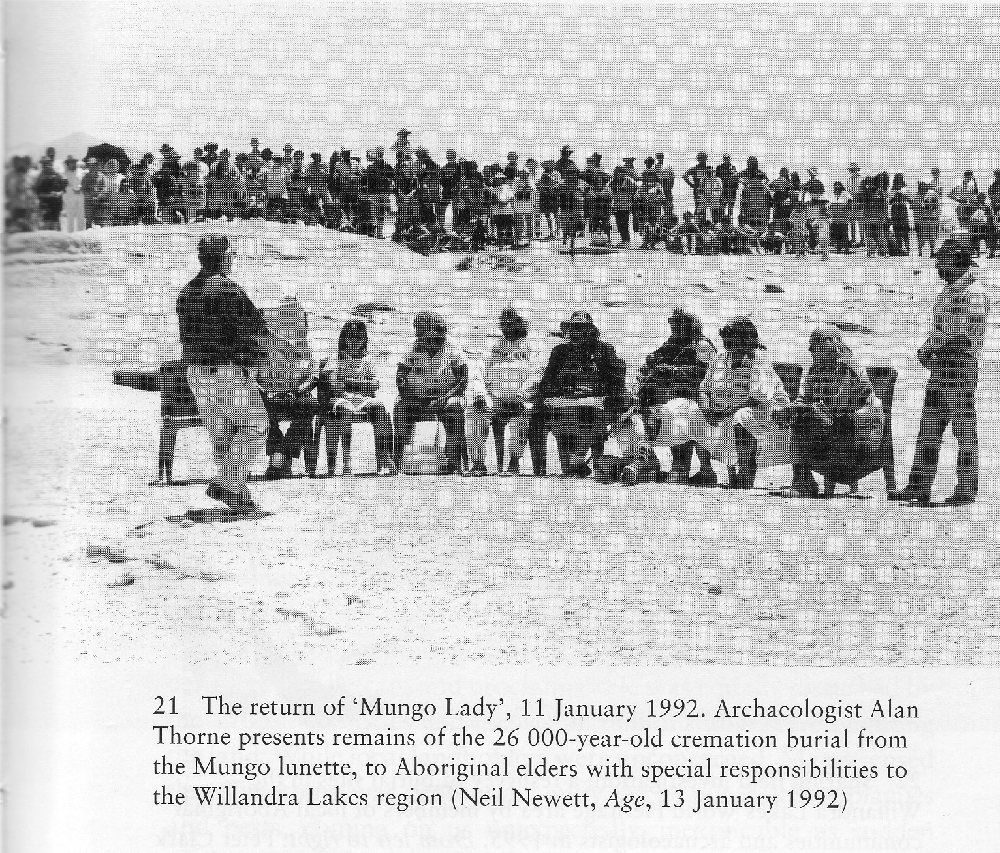 21 The return of ‘Mungo Lady’, 11 January 1992. Archaeologist Alan
Thorne presents remains of the 26 000-year-old cremation burial from
the Mungo lunette, to Aboriginal elders with special responsibilities to
the Willandra Lakes region (Neil Newett, Age, 13 January 1992)